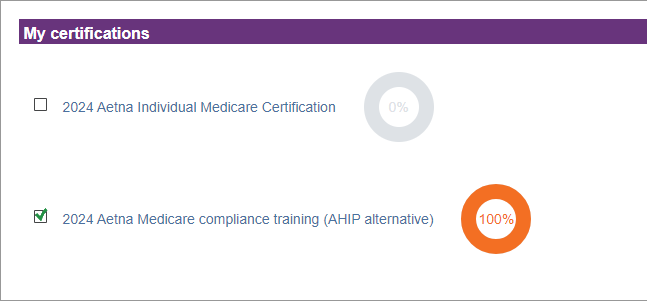 My certifications
2024 Aetna Individual Medicare Certification
0%
2024 Aetna Medicare compliance training (AHIP alternative)
100%